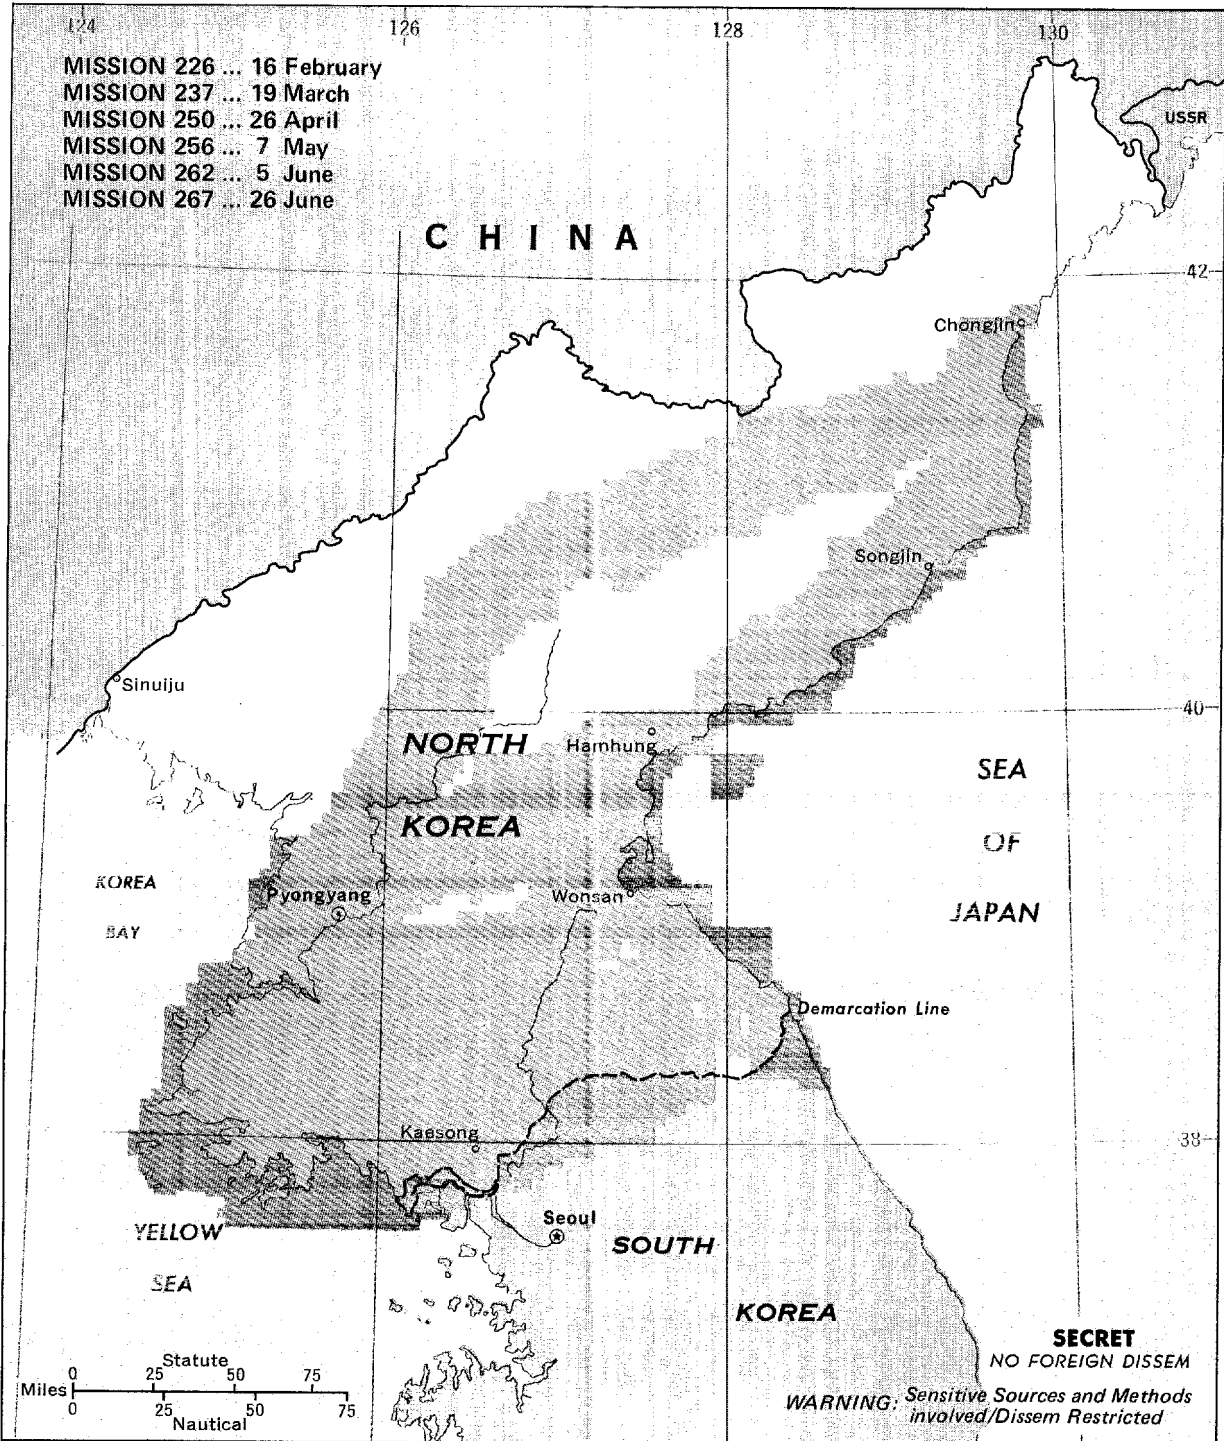 124 126 128 130
MISSION 226 ... 16 February
MISSION 237 ... 19 March
MISSION 250 ... 26 April
MISSION 256 ... 7 May
MISSION 262 ... 5 June
MISSION 267 ... 26 June
USSR
CHINA
42
Chongjin
Songjin
Sinuiju
40
NORTH
KOREA
Hamhung
SEA
OF
JAPAN
KOREA
BAY
Pyongyang
Wonsan
Demarcation Line
Kaesong
38
YELLOW
SEA
Seoul
SOUTH
KOREA
SECRET
NO FOREIGN DISSEM
WARNING: Sensitive Sources and Methods
involved/Dissem Restricted
Statute
0 25 50 75
Miles
0 25 50 75
Nautical